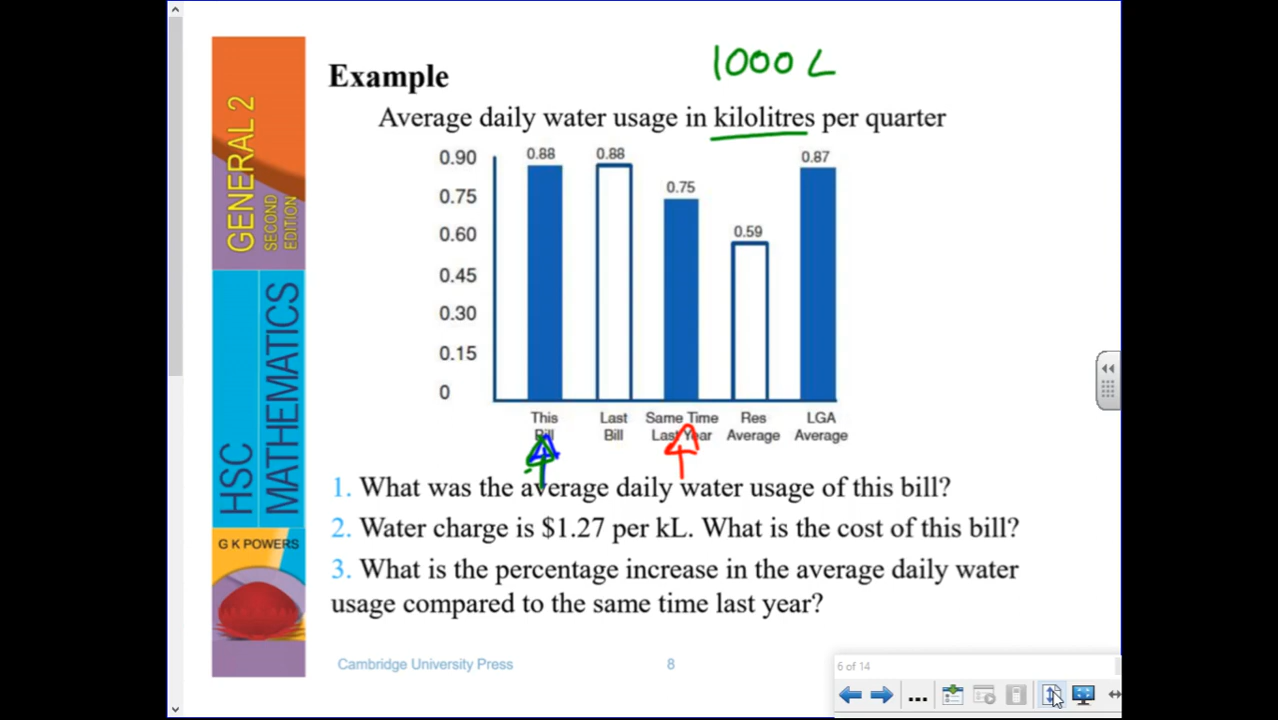 1000 L
Example
Average daily water usage in kilolitres per quarter
0.90
0.75
0.60
0.45
0.30
0.15
0
0.88
0.88
0.75
0.59
0.87
This Bill
Last Bill
Same Time Last Year
Res Average
LGA Average
1. What was the average daily water usage of this bill?
2. Water charge is $1.27 per kL. What is the cost of this bill?
3. What is the percentage increase in the average daily water
usage compared to the same time last year?
Cambridge University Press
8
GENERAL 2
SECOND
EDITION
HSC
MATHEMATICS
G K POWERS
6 of 14